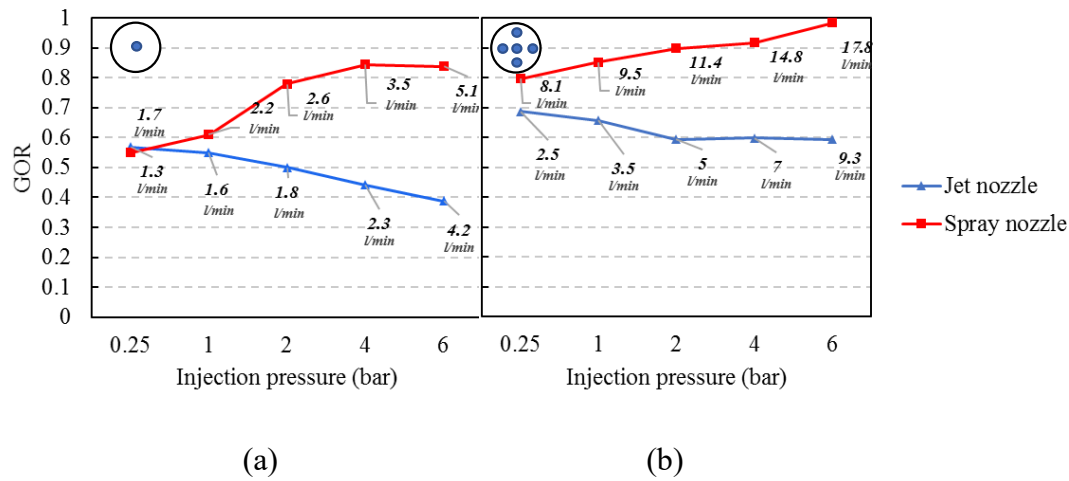 GOR
1
0.9
0.8
0.7
0.6
0.5
0.4
0.3
0.2
0.1
0
1.7
l/min
2.2
l/min
2.6
l/min
3.5
l/min
5.1
l/min
1.3
l/min
1.6
l/min
1.8
l/min
2.3
l/min
4.2
l/min
0.25 1 2 4 6
Injection pressure (bar)
(a)
8.1
l/min
9.5
l/min
11.4
l/min
14.8
l/min
17.8
l/min
2.5
l/min
3.5
l/min
5
l/min
7
l/min
9.3
l/min
0.25 1 2 4 6
Injection pressure (bar)
(b)
Jet nozzle
Spray nozzle